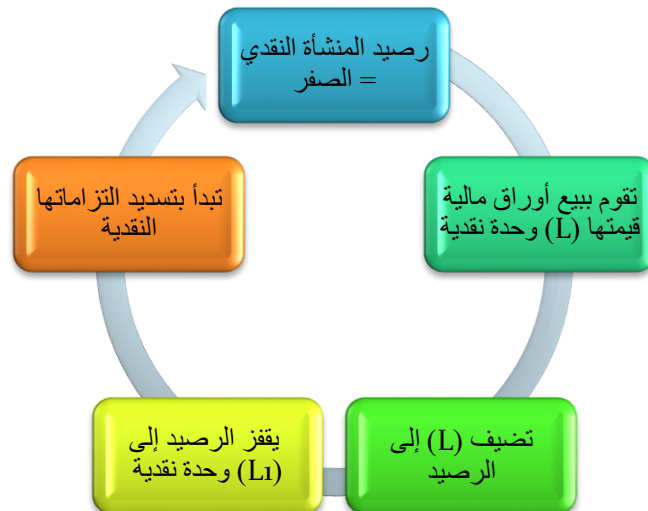 رصيد المنشأة النقدي
= الصفر
تقوم ببيع أوراق مالية
قيمتها (L) وحدة نقدية
تضيف (L) إلى
الرصيد
يقفز الرصيد إلى
(L1) وحدة نقدية
تبدأ بتسديد التزاماتها
النقدية